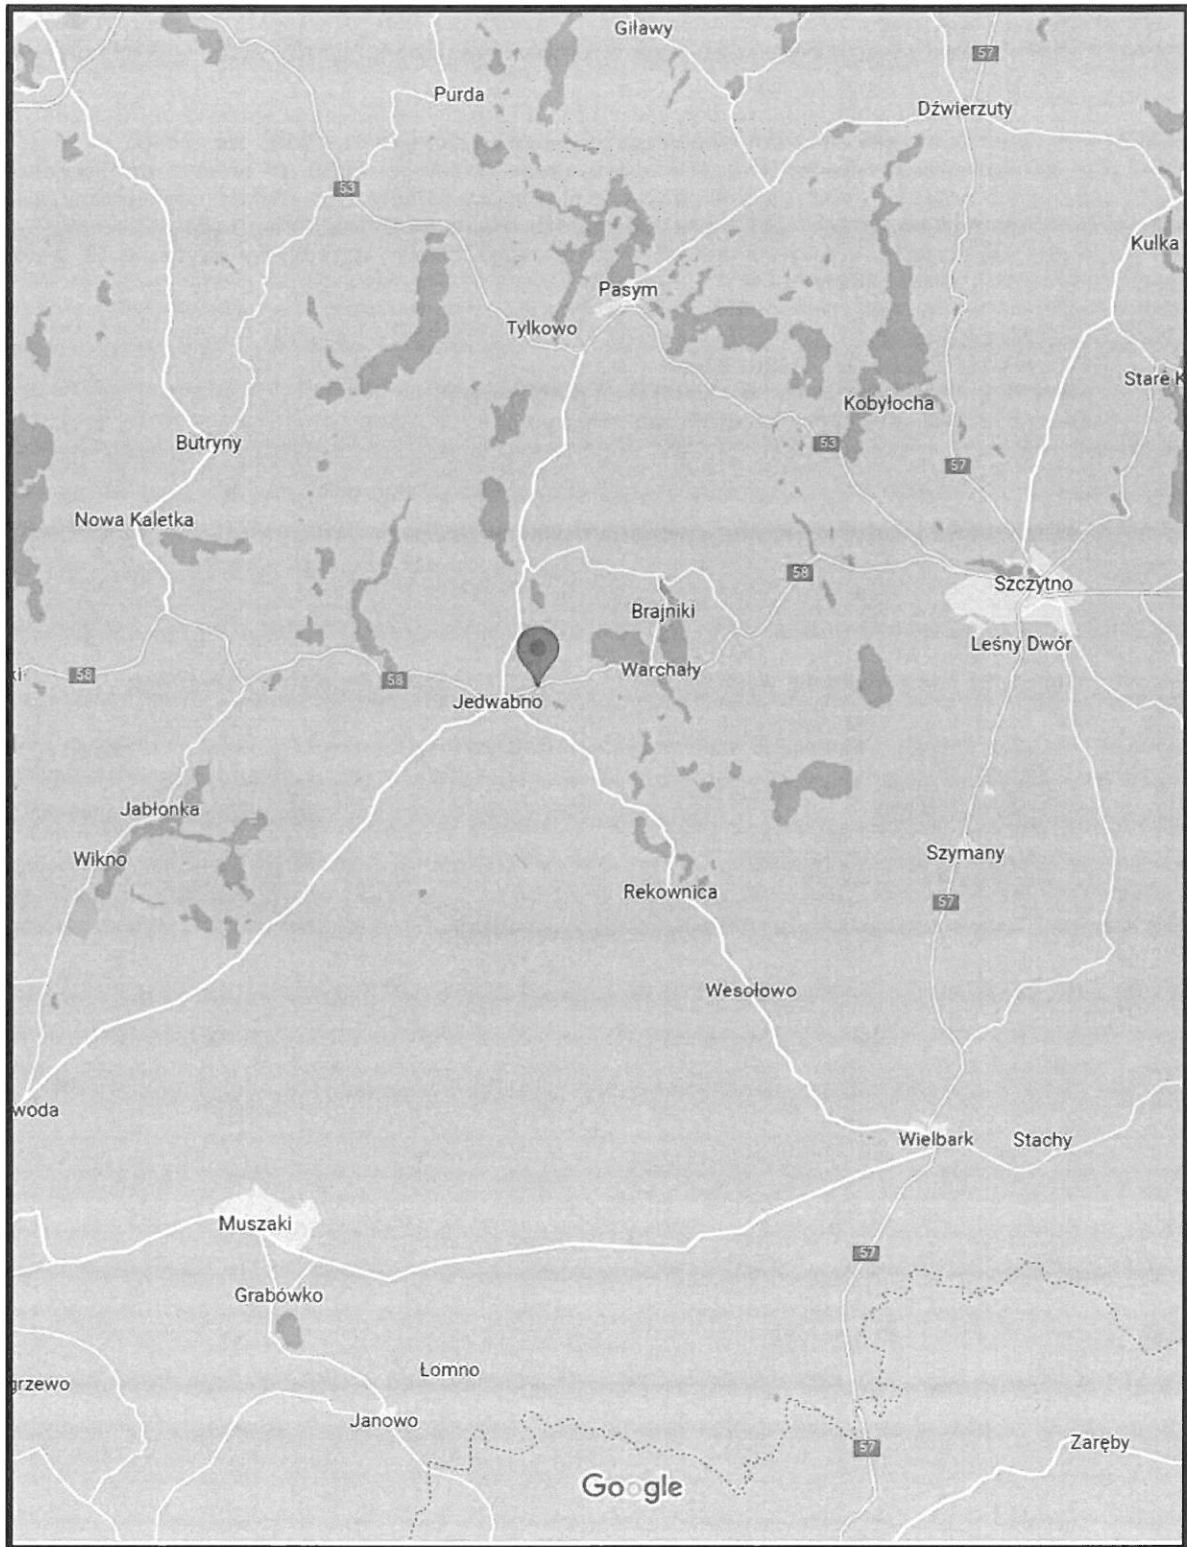 Giławy
57
Purda
Dźwierzuty
53
Kulka
Pasym
Tylkowo
Stare K
Kobyłocha
Butryny
53
57
Nowa Kaletka
58
Szczytno
Brajniki
Leśny Dwór
Warchały
ki
58
58
Jedwabno
Jabłonka
Szymany
Wikno
Rekownica
57
Wesołowo
woda
Wielbark
Stachy
Muszaki
57
Grabówko
Łomno
grzewo
Janowo
Zaręby
57
Google